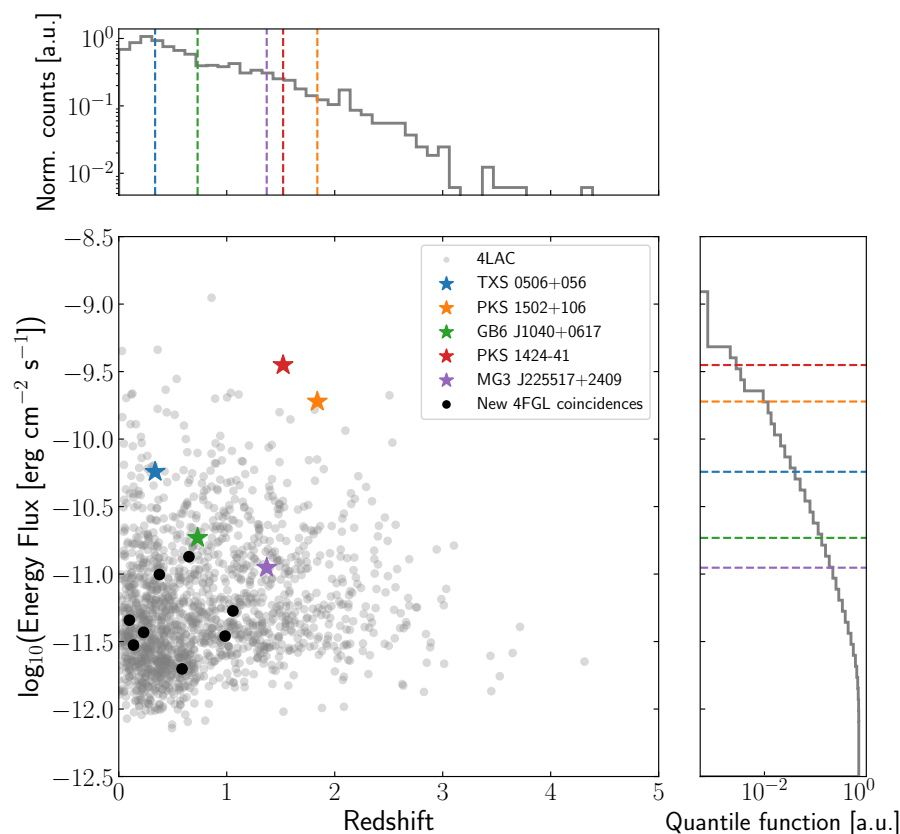 Norm. counts [a.u.]
10^0
10^−1
10^−2
log10(Energy Flux [erg cm^−2 s^−1])
−8.5
−9.0
−9.5
−10.0
−10.5
−11.0
−11.5
−12.0
−12.5
4LAC
TXS 0506+056
PKS 1502+106
GB6 J1040+0617
PKS 1424-41
MG3 J225517+2409
New 4FGL coincidences
0 1 2 3 4 5
Redshift
10^−2 10^0
Quantile function [a.u.]